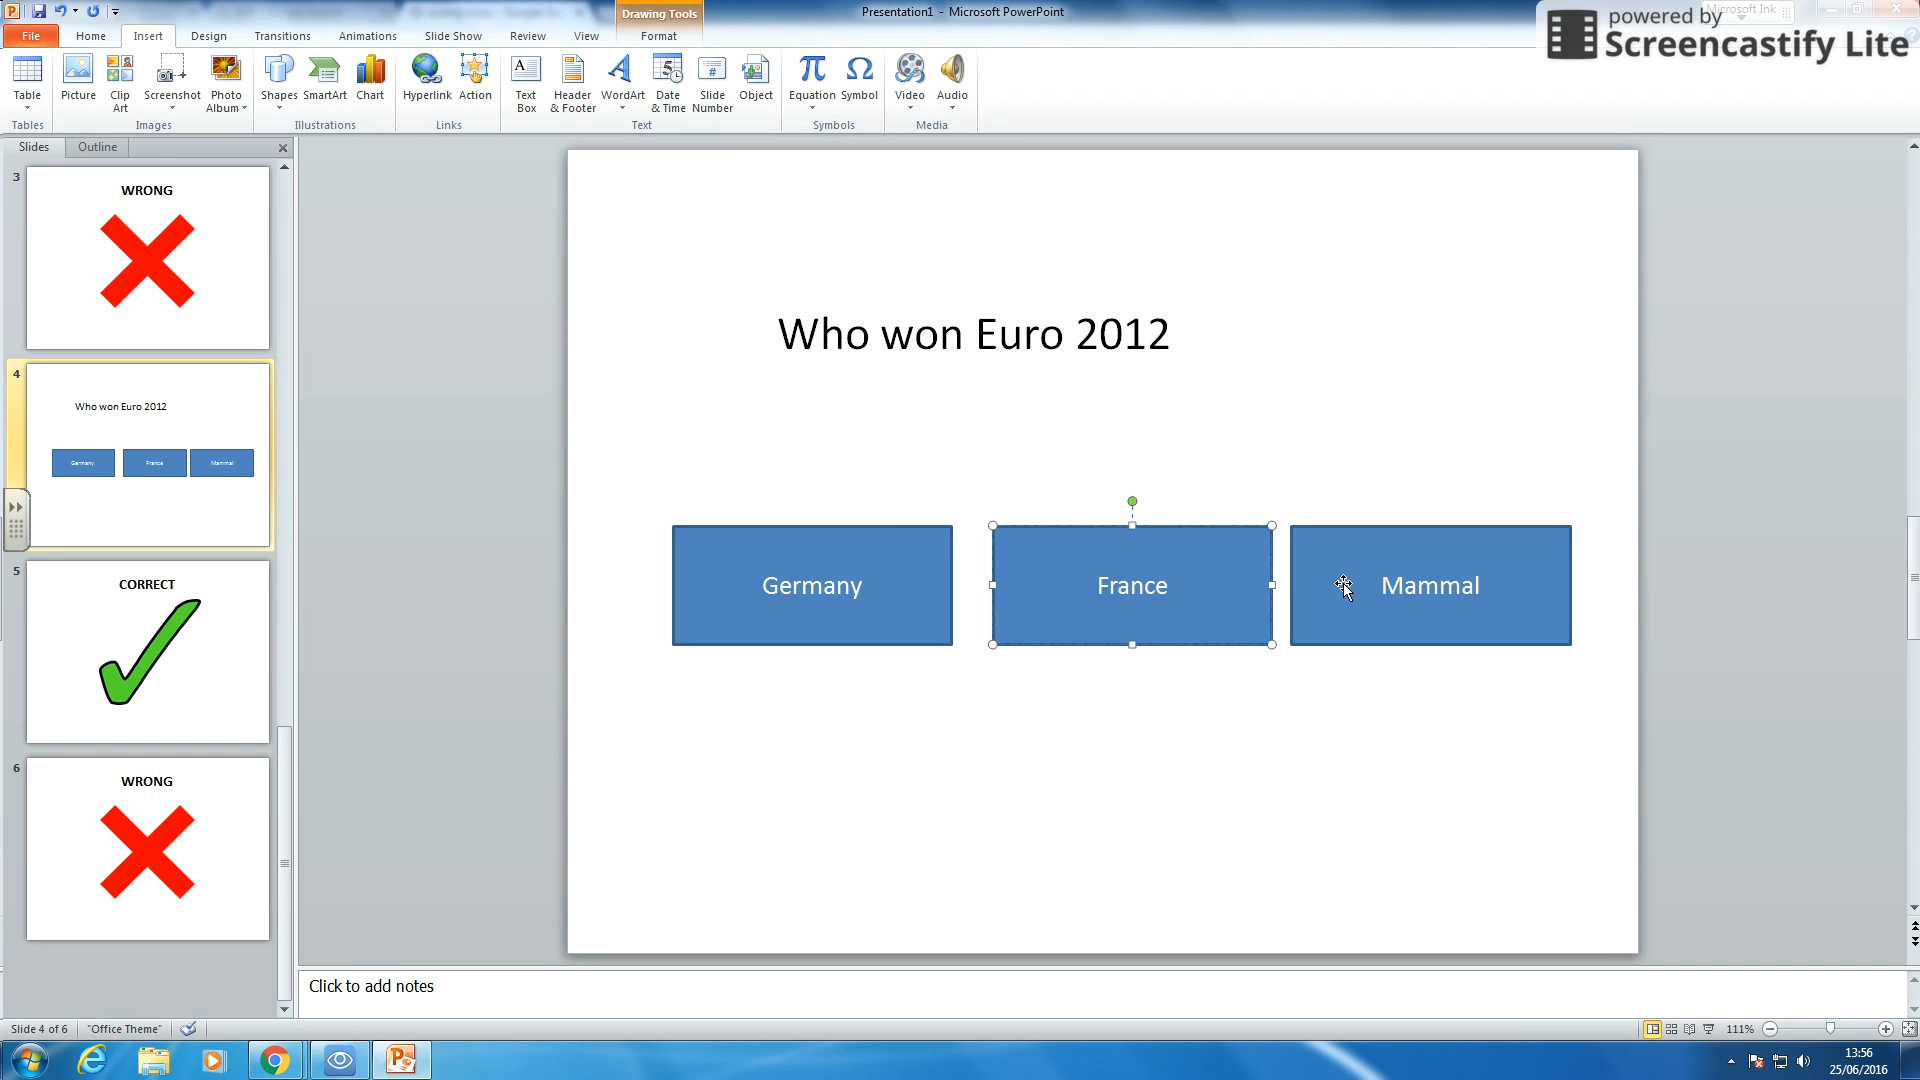 Drawing Tools
Presentation1 - Microsoft PowerPoint
Microsoft Ink
powered by
Screencastify Lite
File Home Insert Design Transitions Animations Slide Show Review View Format
Table Picture Clip Art Screenshot Photo Album Shapes SmartArt Chart Hyperlink Action Text Box Header & Footer WordArt Date & Time Slide Number Object Equation Symbol Video Audio
Tables Images Illustrations Links Text Symbols Media
Slides Outline
3
WRONG
4
Who won Euro 2012
Germany France Mammal
5
CORRECT
6
WRONG
Who won Euro 2012
Germany France Mammal
Click to add notes
Slide 4 of 6 "Office Theme" 111%
13:56
25/06/2016